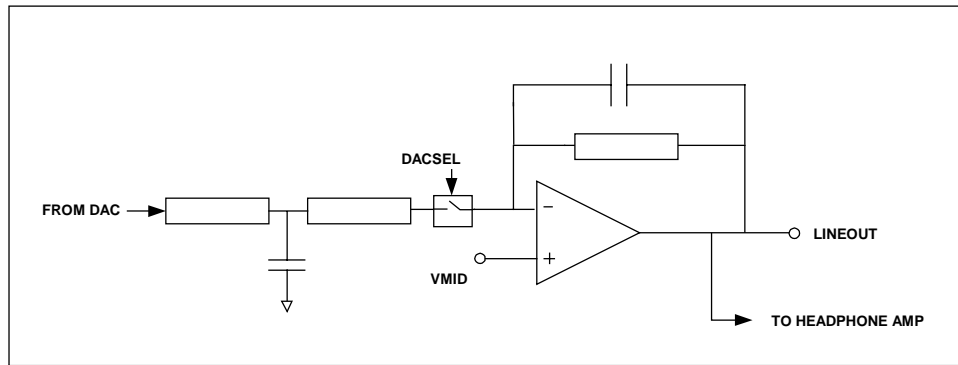 DACSEL
FROM DAC
VMID
LINEOUT
TO HEADPHONE AMP